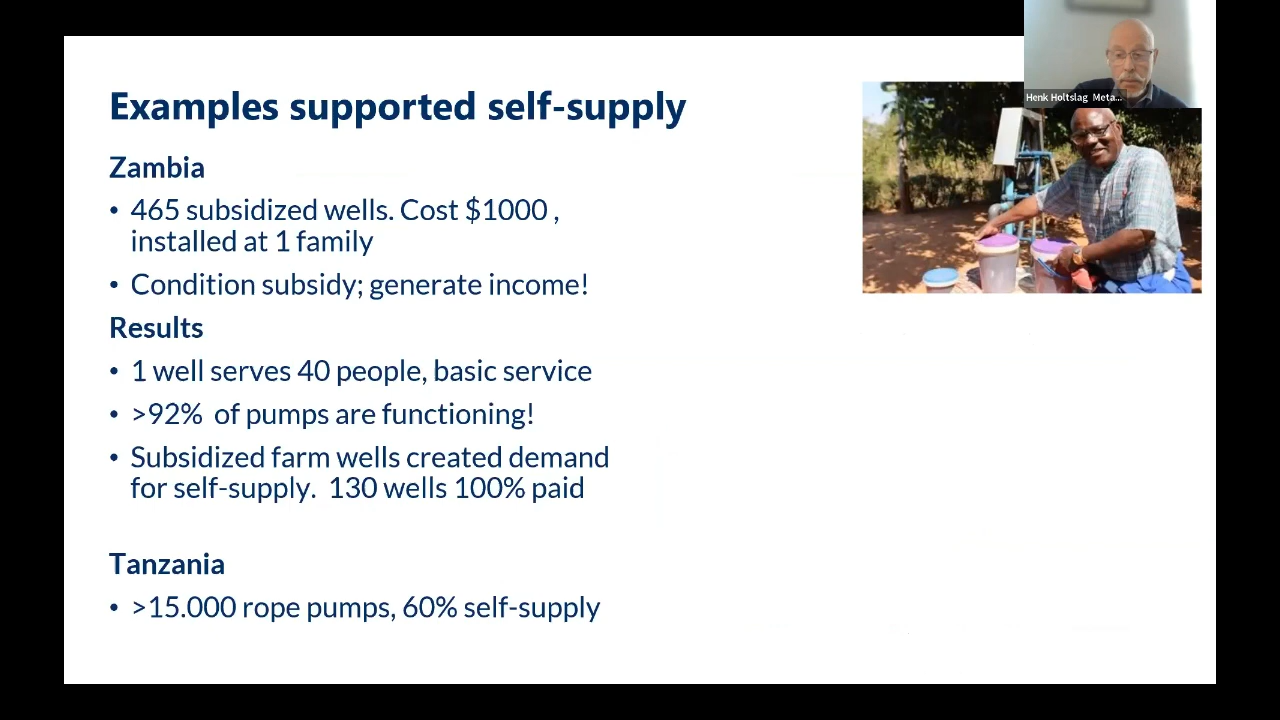 Henk Holtslag Meta...
Examples supported self-supply
Zambia
• 465 subsidized wells. Cost $1000 ,
installed at 1 family
• Condition subsidy; generate income!
Results
• 1 well serves 40 people, basic service
• >92% of pumps are functioning!
• Subsidized farm wells created demand
for self-supply. 130 wells 100% paid
Tanzania
• >15.000 rope pumps, 60% self-supply